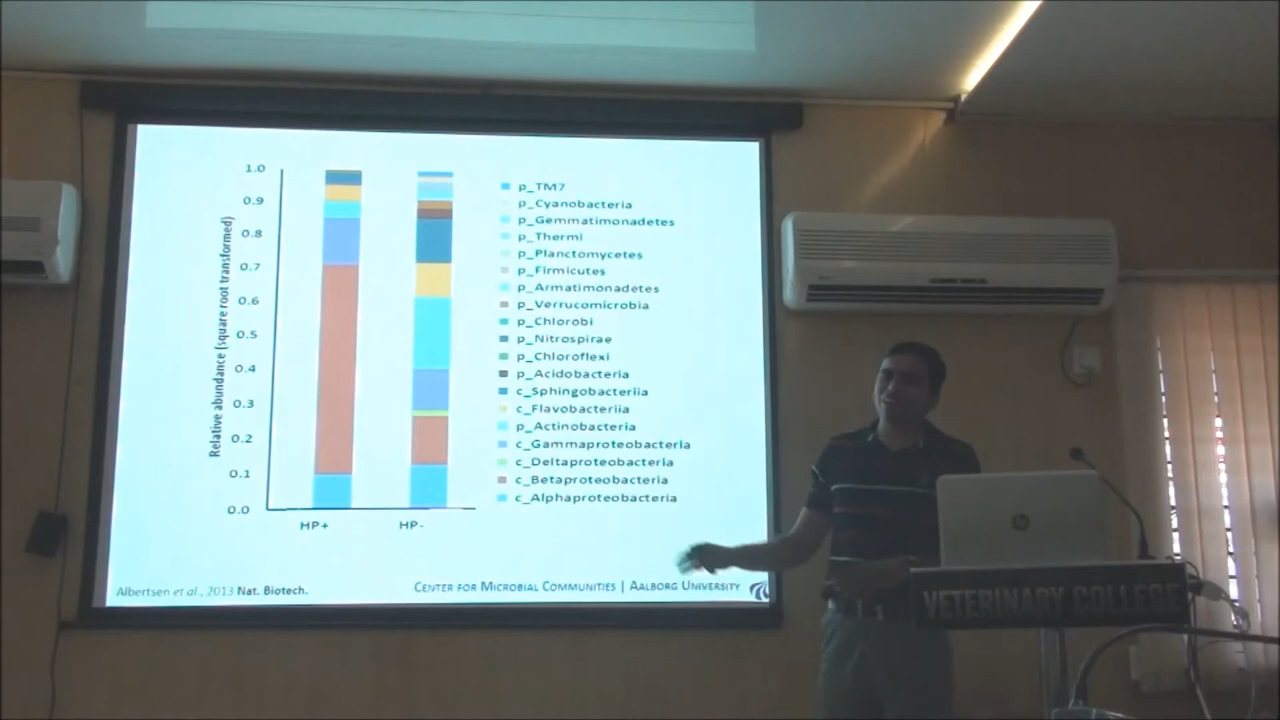 Relative abundance (square root transformed)
1.0
0.9
0.8
0.7
0.6
0.5
0.4
0.3
0.2
0.1
0.0
HP+
HP-
p_TM7
p_Cyanobacteria
p_Gemmatimonadetes
p_Thermi
p_Planctomycetes
p_Firmicutes
p_Armatimonadetes
p_Verrucomicrobia
p_Chlorobi
p_Nitrospirae
p_Chloroflexi
p_Acidobacteria
c_Sphingobacteriia
c_Flavobacteriia
p_Actinobacteria
c_Gammaproteobacteria
c_Deltaproteobacteria
c_Betaproteobacteria
c_Alphaproteobacteria
Albertsen et al., 2013 Nat. Biotech.
CENTER FOR MICROBIAL COMMUNITIES | AALBORG UNIVERSITY
hp
VETERINARY COLLEGE